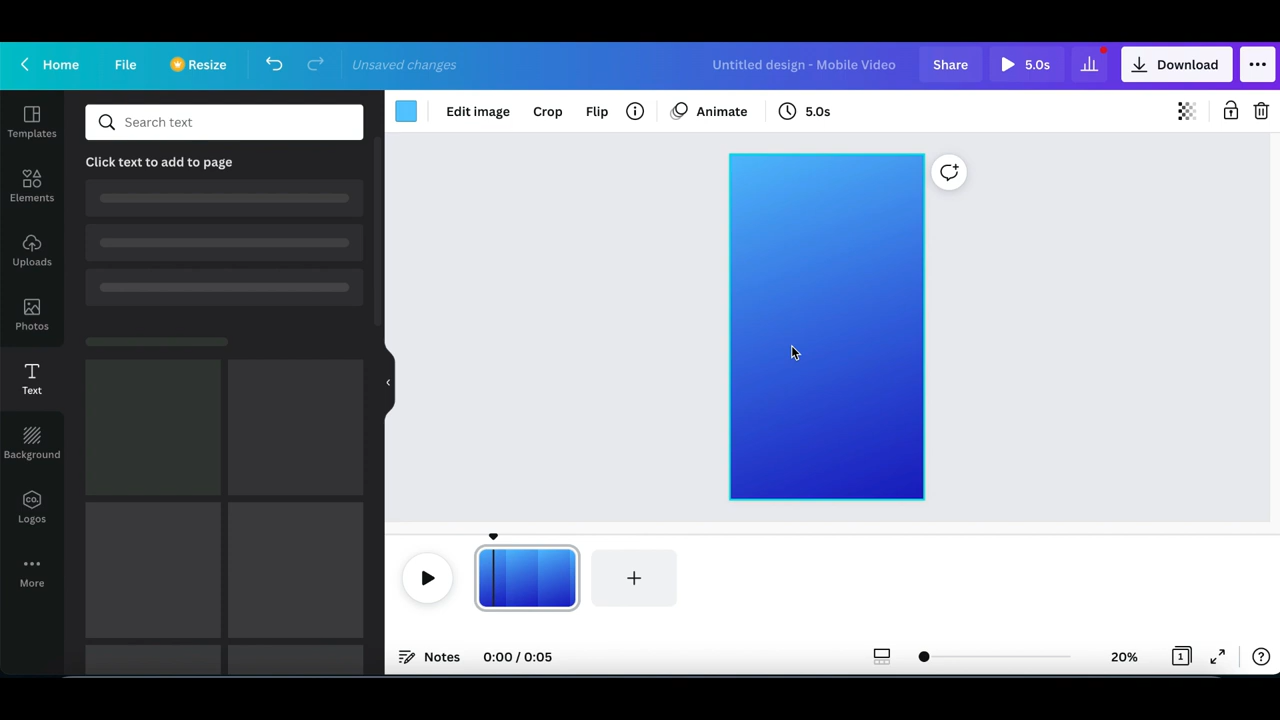 Home
File
Resize
Unsaved changes
Untitled design - Mobile Video
Share
5.0s
Download
Templates
Elements
Uploads
Photos
Text
Background
CO.
Logos
More
Search text
Click text to add to page
Edit image
Crop
Flip
Animate
5.0s
Notes
0:00 / 0:05
20%
1